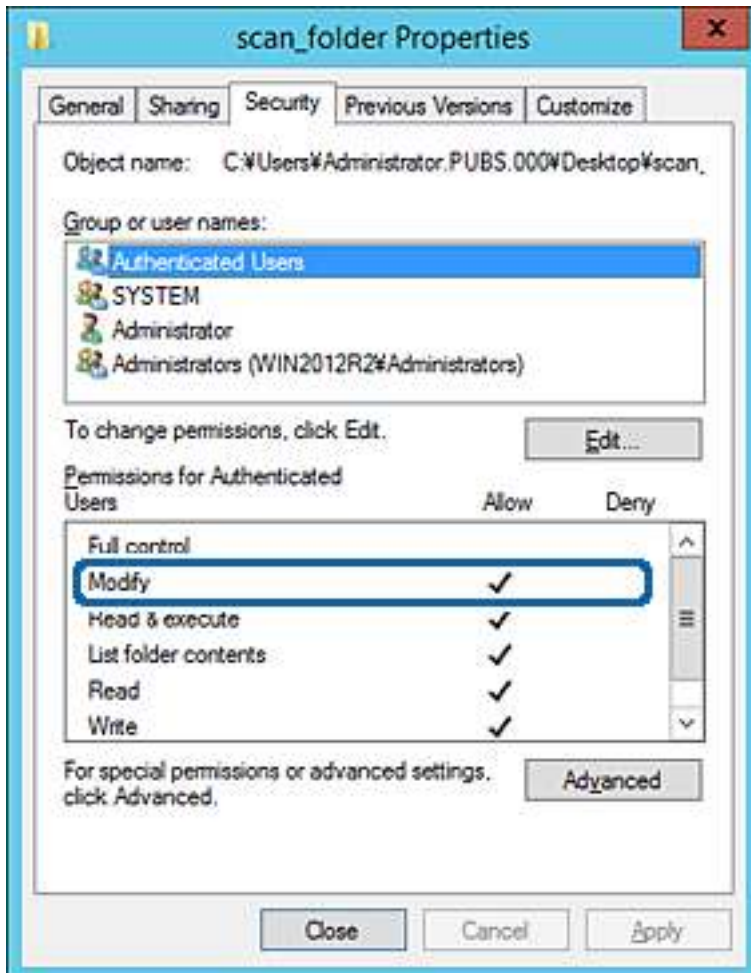 scan_folder Properties
General Sharing Security Previous Versions Customize
Object name: C:¥Users¥Administrator.PUBS.000¥Desktop¥scan_
Group or user names:
Authenticated Users
SYSTEM
Administrator
Administrators (WIN2012R2¥Administrators)
To change permissions, click Edit.
Edit...
Permissions for Authenticated
Users Allow Deny
Full control
Modify
Read & execute
List folder contents
Read
Write
For special permissions or advanced settings,
click Advanced.
Advanced
Close Cancel Apply